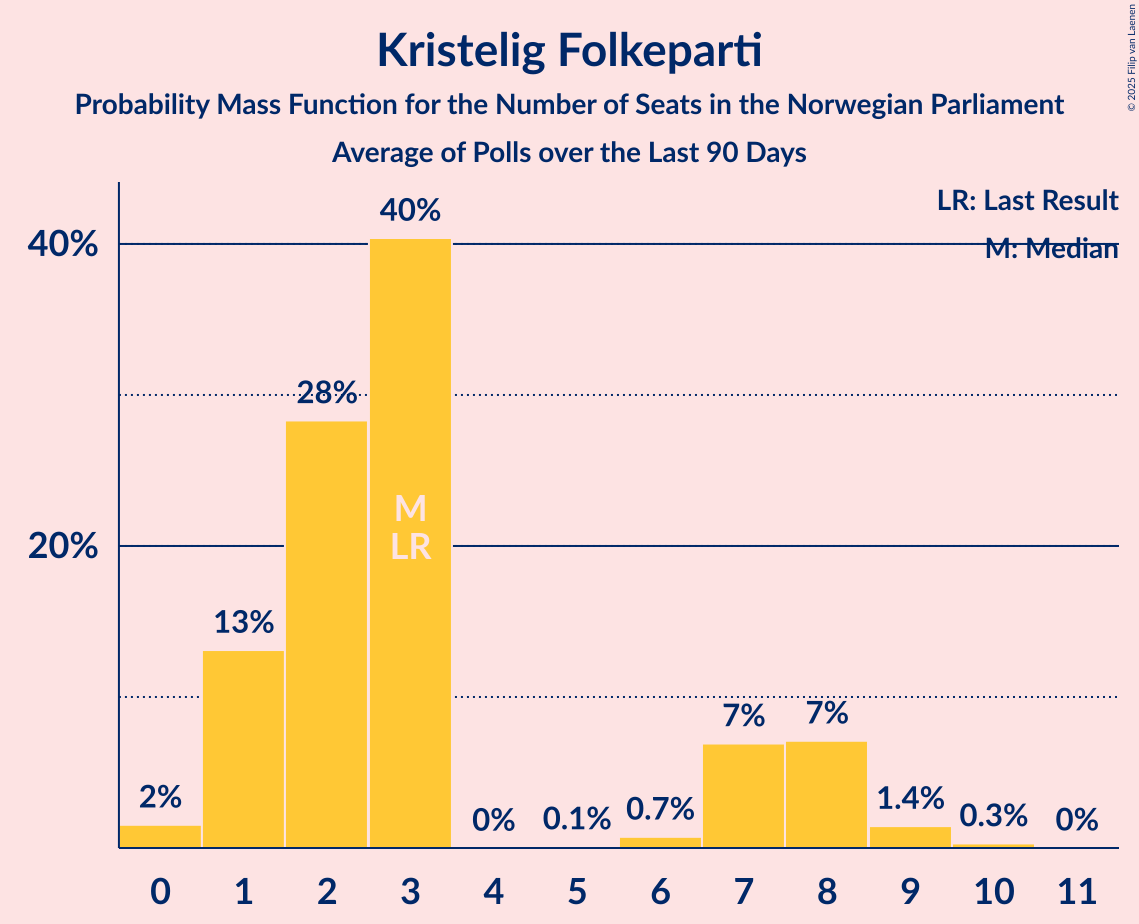 Kristelig Folkeparti
Probability Mass Function for the Number of Seats in the Norwegian Parliament
Average of Polls over the Last 90 Days
© 2025 Filip van Laenen
LR: Last Result
M: Median
40%
20%
2%
13%
28%
40%
0%
0.1%
0.7%
7%
7%
1.4%
0.3%
0%
M
LR
0 1 2 3 4 5 6 7 8 9 10 11